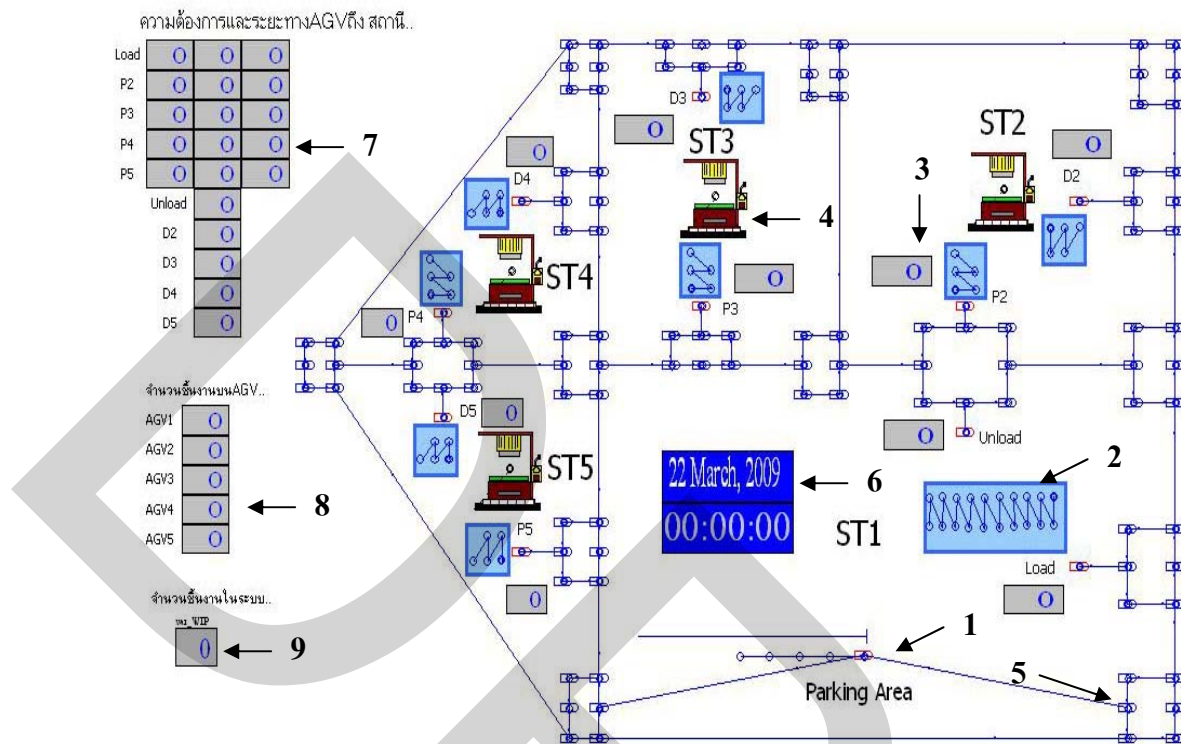 ความต้องการและระยะทางAGVถึง สถานี..
Load 0 0 0
P2 0 0 0
P3 0 0 0
P4 0 0 0
P5 0 0 0
7
Unload 0
D2 0
D3 0
D4 0
D5 0
จำนวนชิ้นงานบนAGV..
AGV1 0
AGV2 0
AGV3 0
AGV4 0
AGV5 0
8
จำนวนชิ้นงานในระบบ..
var_WIP
0
9
D3
0
ST3
4
0
D4
ST4
P4
0
0
P3
ST2
0
D2
3
0
P2
D5
0
ST5
P5
0
22 March, 2009
00:00:00
6
0
Unload
2
ST1
Load
0
1
Parking Area
5